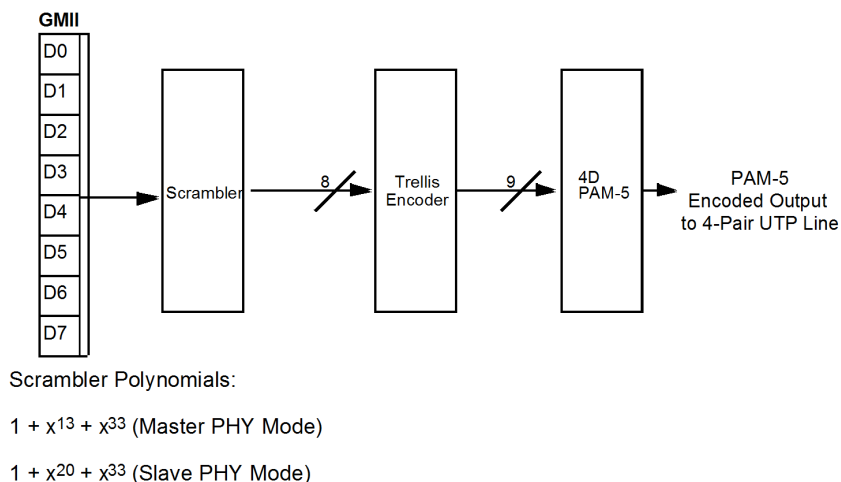 GMII
D0
D1
D2
D3
D4
D5
D6
D7
Scrambler
8
Trellis
Encoder
9
4D
PAM-5
PAM-5
Encoded Output
to 4-Pair UTP Line
Scrambler Polynomials:
1 + x13 + x33 (Master PHY Mode)
1 + x20 + x33 (Slave PHY Mode)